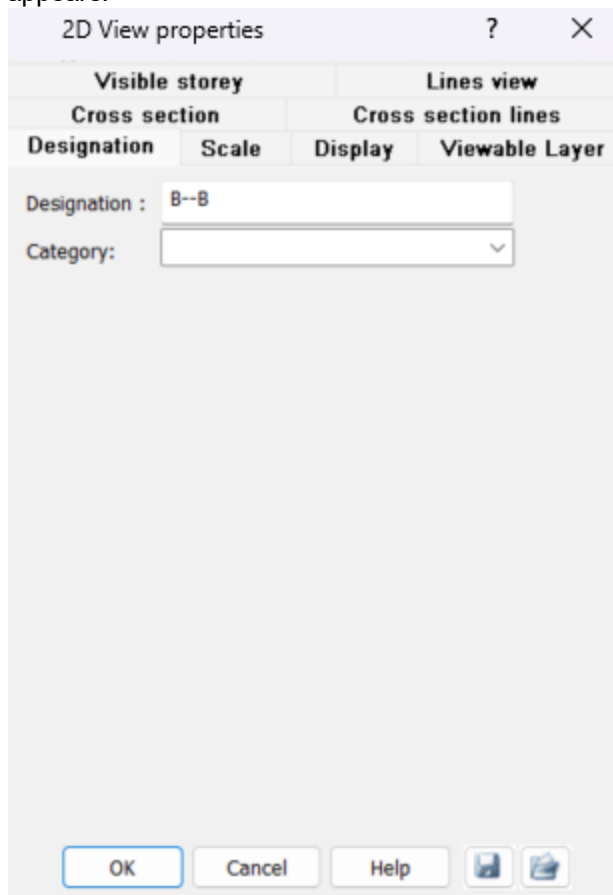 appears.
2D View properties ? ×
Visible storey Lines view
Cross section Cross section lines
Designation Scale Display Viewable Layer
Designation : B--B
Category:
OK Cancel Help